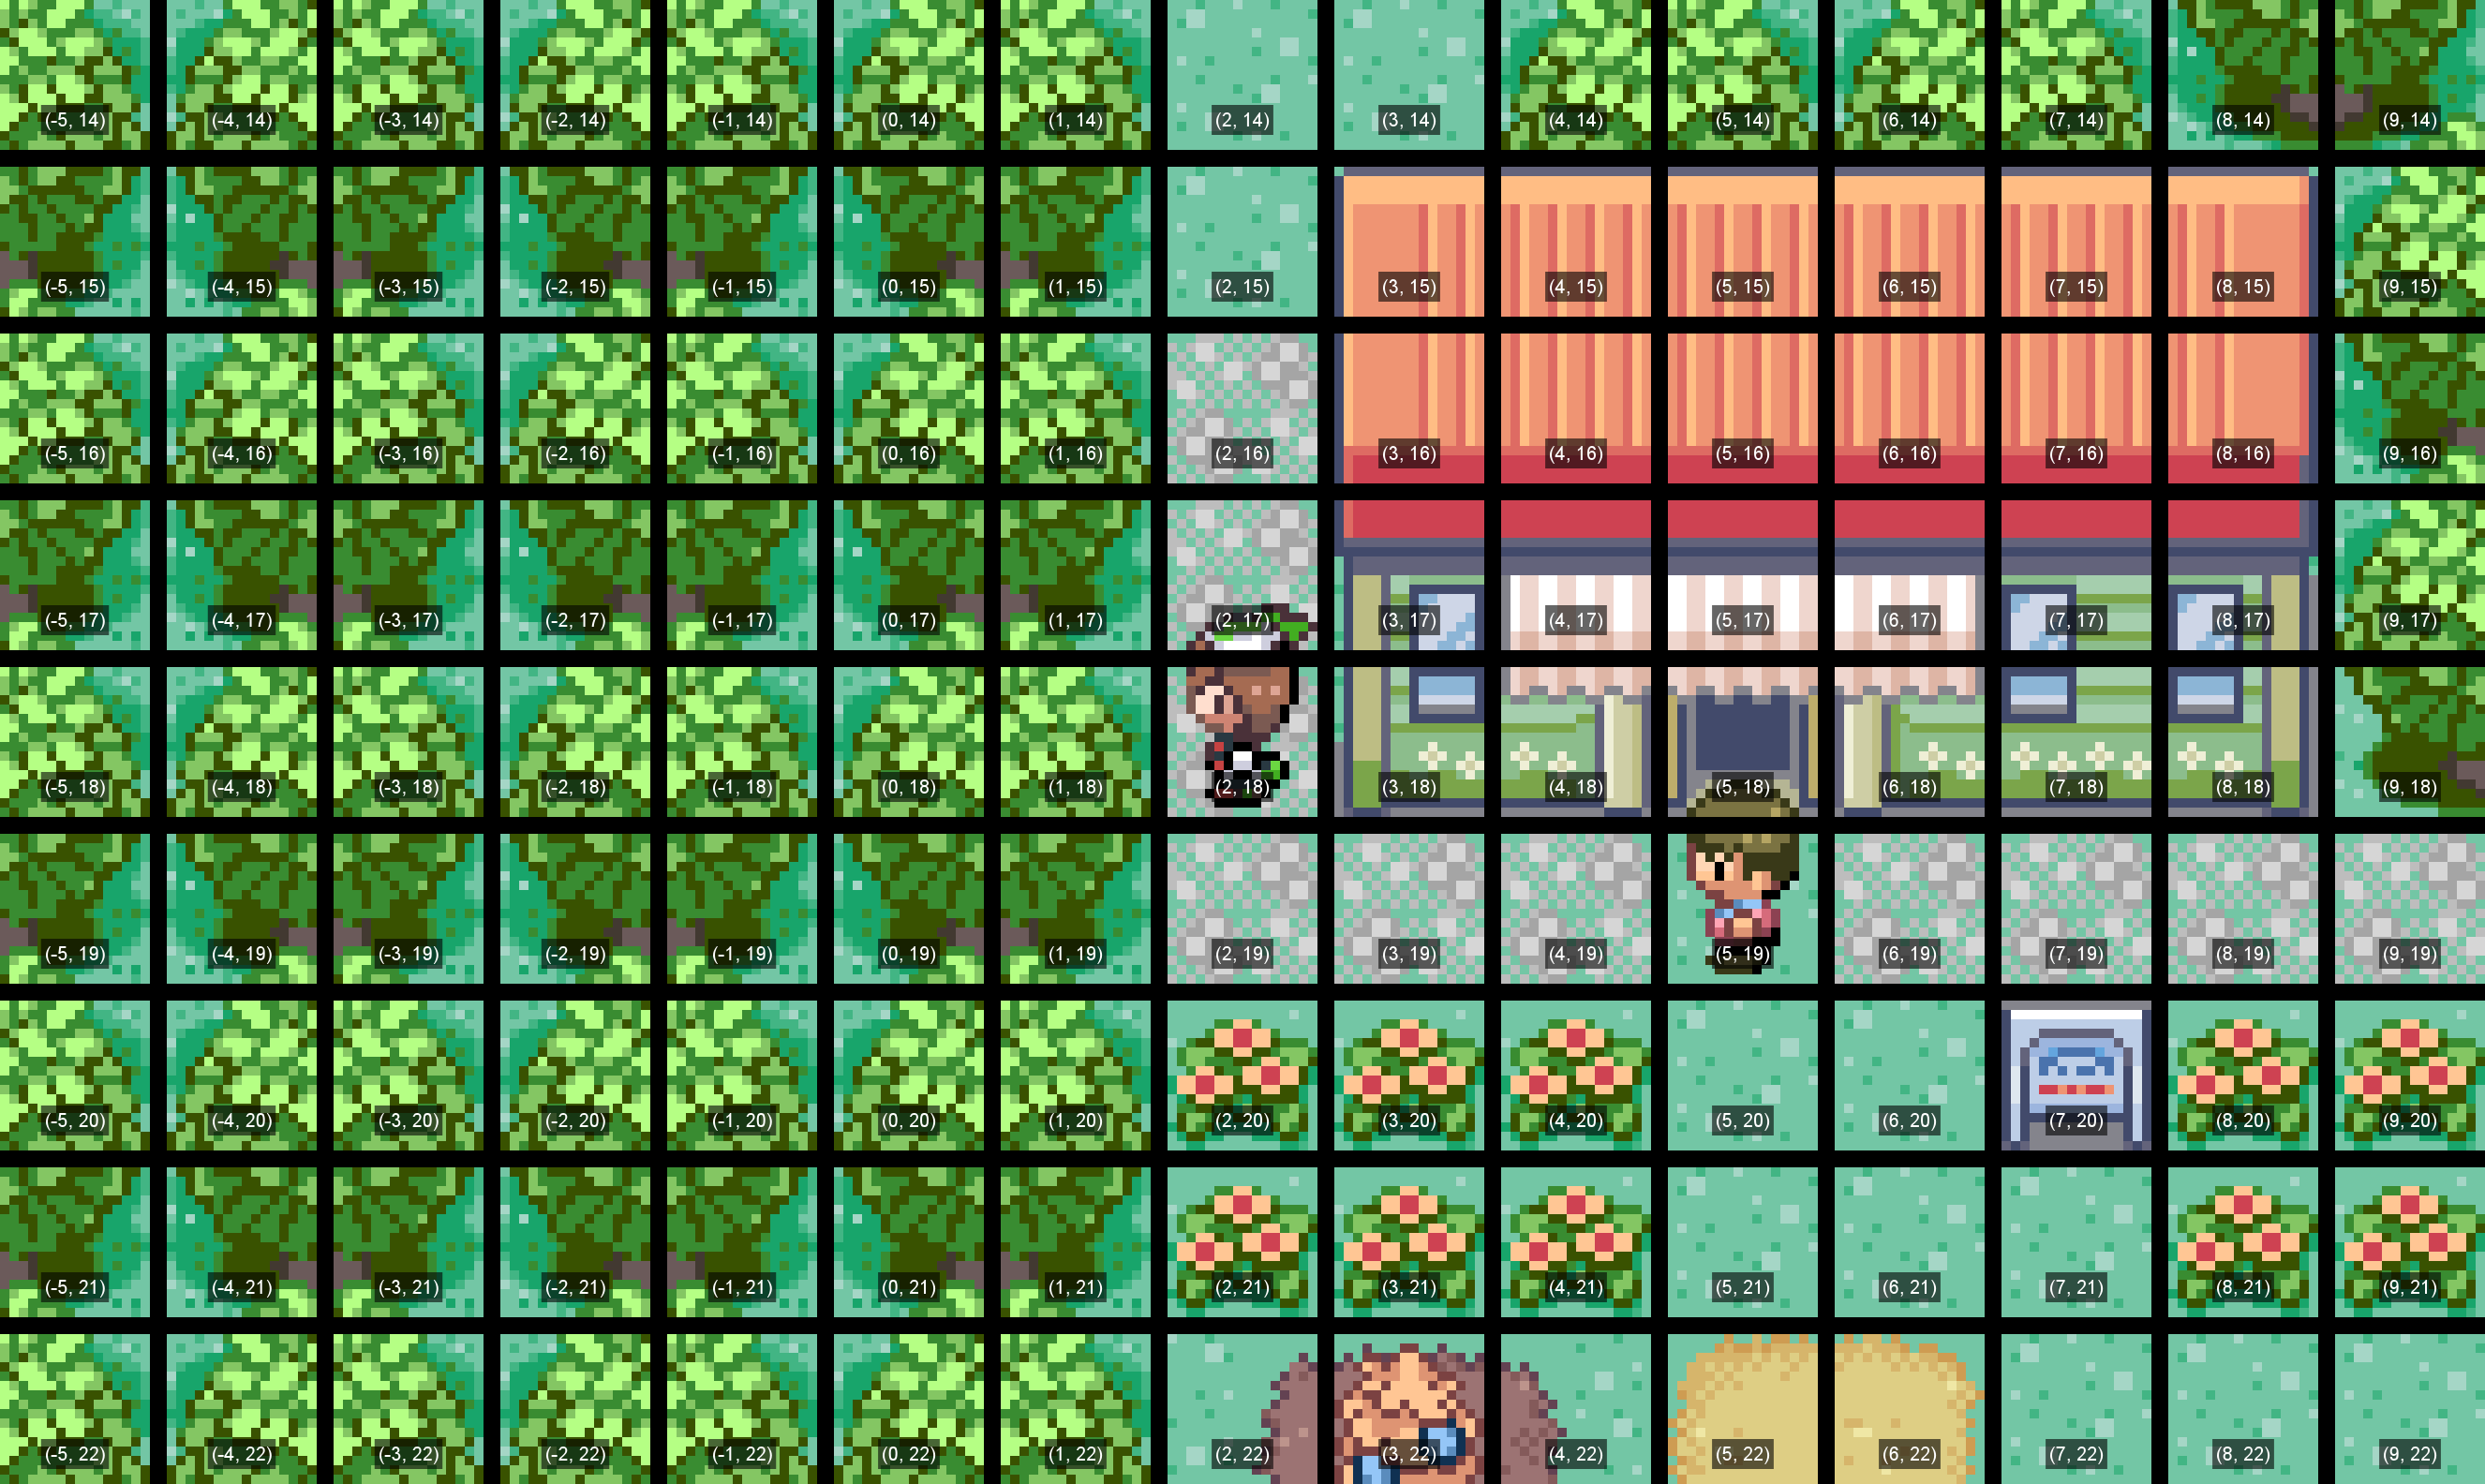 (-5, 14) (-4, 14) (-3, 14) (-2, 14) (-1, 14) (0, 14) (1, 14) (2, 14) (3, 14) (4, 14) (5, 14) (6, 14) (7, 14) (8, 14) (9, 14)
(-5, 15) (-4, 15) (-3, 15) (-2, 15) (-1, 15) (0, 15) (1, 15) (2, 15) (3, 15) (4, 15) (5, 15) (6, 15) (7, 15) (8, 15) (9, 15)
(-5, 16) (-4, 16) (-3, 16) (-2, 16) (-1, 16) (0, 16) (1, 16) (2, 16) (3, 16) (4, 16) (5, 16) (6, 16) (7, 16) (8, 16) (9, 16)
(-5, 17) (-4, 17) (-3, 17) (-2, 17) (-1, 17) (0, 17) (1, 17) (2, 17) (3, 17) (4, 17) (5, 17) (6, 17) (7, 17) (8, 17) (9, 17)
(-5, 18) (-4, 18) (-3, 18) (-2, 18) (-1, 18) (0, 18) (1, 18) (2, 18) (3, 18) (4, 18) (5, 18) (6, 18) (7, 18) (8, 18) (9, 18)
(-5, 19) (-4, 19) (-3, 19) (-2, 19) (-1, 19) (0, 19) (1, 19) (2, 19) (3, 19) (4, 19) (5, 19) (6, 19) (7, 19) (8, 19) (9, 19)
(-5, 20) (-4, 20) (-3, 20) (-2, 20) (-1, 20) (0, 20) (1, 20) (2, 20) (3, 20) (4, 20) (5, 20) (6, 20) (7, 20) (8, 20) (9, 20)
(-5, 21) (-4, 21) (-3, 21) (-2, 21) (-1, 21) (0, 21) (1, 21) (2, 21) (3, 21) (4, 21) (5, 21) (6, 21) (7, 21) (8, 21) (9, 21)
(-5, 22) (-4, 22) (-3, 22) (-2, 22) (-1, 22) (0, 22) (1, 22) (2, 22) (3, 22) (4, 22) (5, 22) (6, 22) (7, 22) (8, 22) (9, 22)